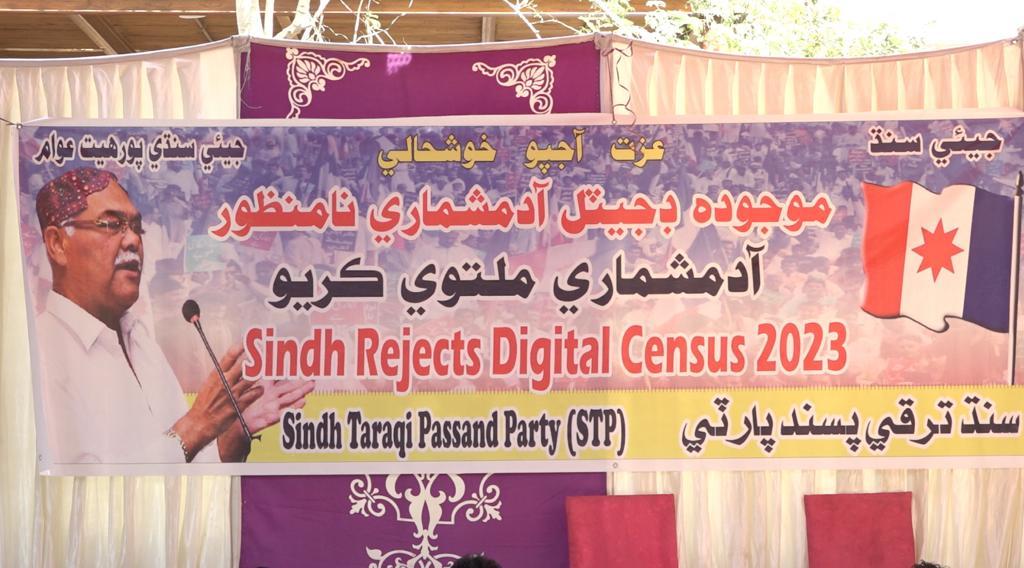 جيئي سنڌ
عزت آجپو خوشحالي
جيئي سنڌي پورهيت عوام
موجوده ڊجيٽل آدمشماري نامنظور
آدمشماري ملتوي ڪريو
Sindh Rejects Digital Census 2023
سنڌ ترقي پسند پارٽي
Sindh Taraqi Passand Party (STP)